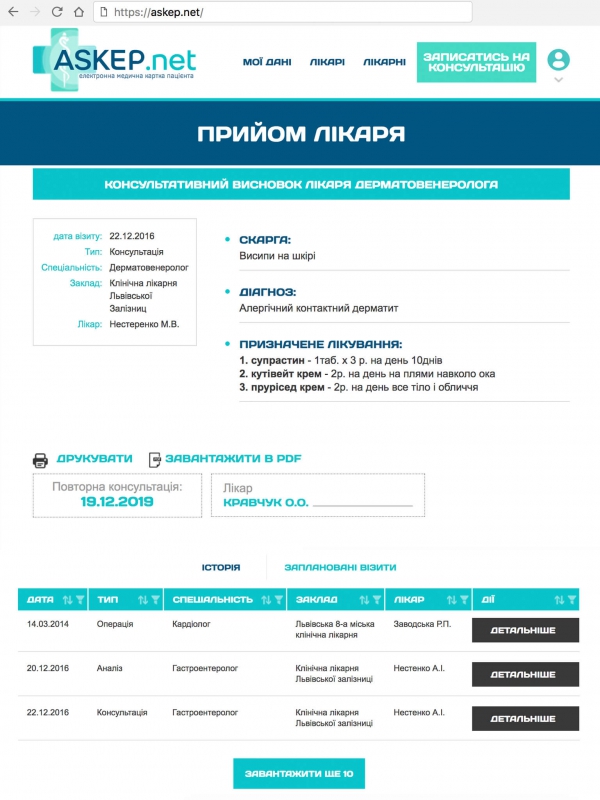 https://askep.net/
ASKEP.net
електронна медична картка пацієнта
МОЇ ДАНІ
ЛІКАРІ
ЛІКАРНІ
ЗАПИСАТИСЬ НА
КОНСУЛЬТАЦІЮ
ПРИЙОМ ЛІКАРЯ
КОНСУЛЬТАТИВНИЙ ВИСНОВОК ЛІКАРЯ ДЕРМАТОВЕНЕРОЛОГА
дата візиту: 22.12.2016
Тип: Консультація
Спеціальність: Дерматовенеролог
Заклад: Клінічна лікарня
Львівської
Залізниц
Лікар: Нестеренко М.В.
СКАРГА:
Висипи на шкірі
ДІАГНОЗ:
Алергічний контактний дерматит
ПРИЗНАЧЕНЕ ЛІКУВАННЯ:
1. супрастин - 1таб. х 3 р. на день 10днів
2. кутівейт крем - 2р. на день на плями навколо ока
3. прурісед крем - 2р. на день все тіло і обличчя
ДРУКУВАТИ
ЗАВАНТАЖИТИ В PDF
Повторна консультація:
19.12.2019
Лікар
КРАВЧУК О.О.
ІСТОРІЯ
ЗАПЛАНОВАНІ ВІЗИТИ
ДАТА ТИП СПЕЦІАЛЬНІСТЬ ЗАКЛАД ЛІКАР ДІЇ
14.03.2014 Операція Кардіолог Львівська 8-а міська Заводська Р.П.
клінічна лікарня
ДЕТАЛЬНІШЕ
20.12.2016 Аналіз Гастроентеролог Клінічна лікарня Нестенко А.І.
Львівської залізниці
ДЕТАЛЬНІШЕ
22.12.2016 Консультація Гастроентеролог Клінічна лікарня Нестенко А.І.
Львівської залізниці
ДЕТАЛЬНІШЕ
ЗАВАНТАЖИТИ ЩЕ 10